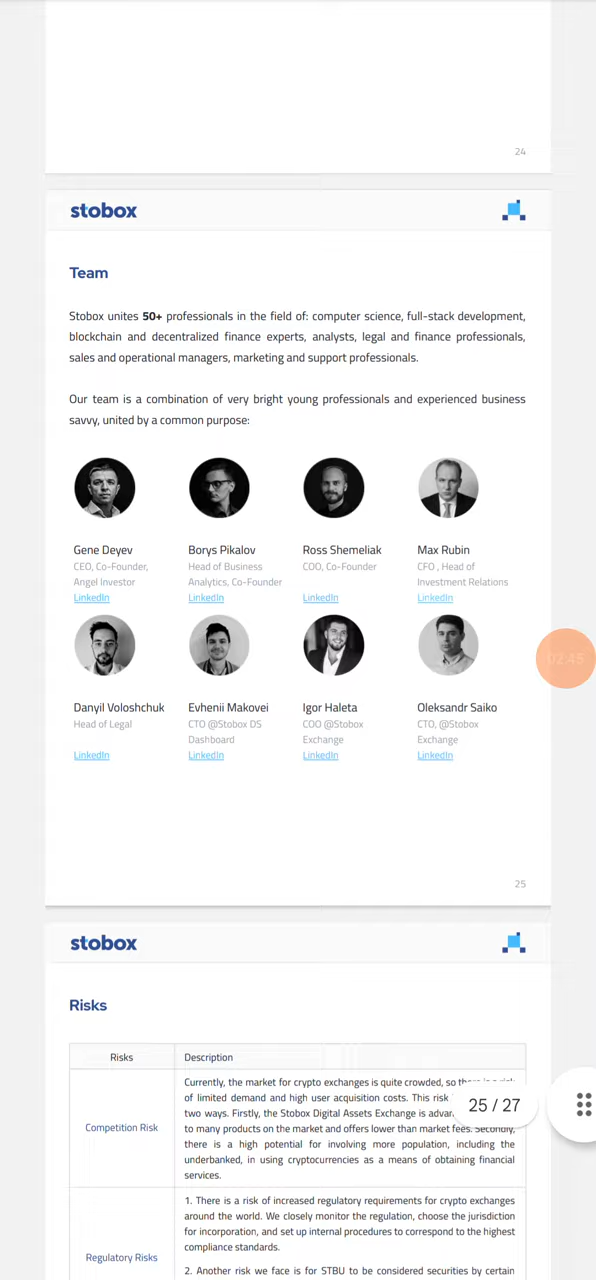 24
stobox
Team
Stobox unites 50+ professionals in the field of: computer science, full-stack development,
blockchain and decentralized finance experts, analysts, legal and finance professionals,
sales and operational managers, marketing and support professionals.
Our team is a combination of very bright young professionals and experienced business
savvy, united by a common purpose:
Gene Deyev
CEO, Co-Founder,
Angel Investor
LinkedIn
Borys Pikalov
Head of Business
Analytics, Co-Founder
LinkedIn
Ross Shemeliak
COO, Co-Founder
LinkedIn
Max Rubin
CFO , Head of
Investment Relations
LinkedIn
Danyil Voloshchuk
Head of Legal
LinkedIn
Evhenii Makovei
CTO @Stobox DS
Dashboard
LinkedIn
Igor Haleta
COO @Stobox
Exchange
LinkedIn
Oleksandr Saiko
CTO, @Stobox
Exchange
LinkedIn
02:45
25
stobox
Risks
Risks
Description
Competition Risk
Currently, the market for crypto exchanges is quite crowded, so
of limited demand and high user acquisition costs. This risk
two ways. Firstly, the Stobox Digital Assets Exchange is
to many products on the market and offers lower than market fees. Secondly,
there is a high potential for involving more population, including the
underbanked, in using cryptocurrencies as a means of obtaining financial
services.
25 / 27
Regulatory Risks
1. There is a risk of increased regulatory requirements for crypto exchanges
around the world. We closely monitor the regulation, choose the jurisdiction
for incorporation, and set up internal procedures to correspond to the highest
compliance standards.
2. Another risk we face is for STBU to be considered securities by certain